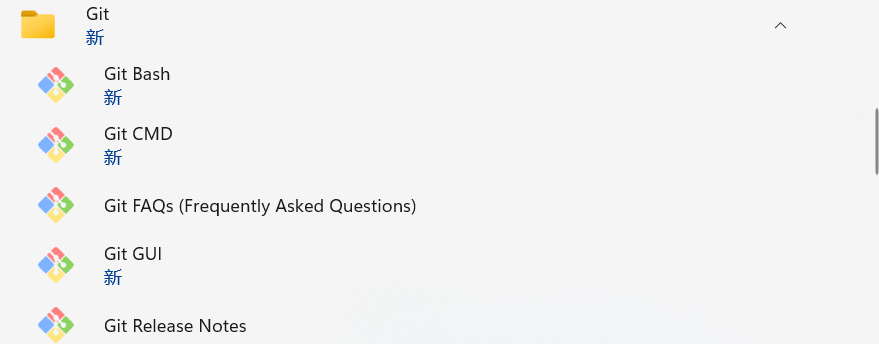 Git
新
Git Bash
新
Git CMD
新
Git FAQs (Frequently Asked Questions)
Git GUI
新
Git Release Notes